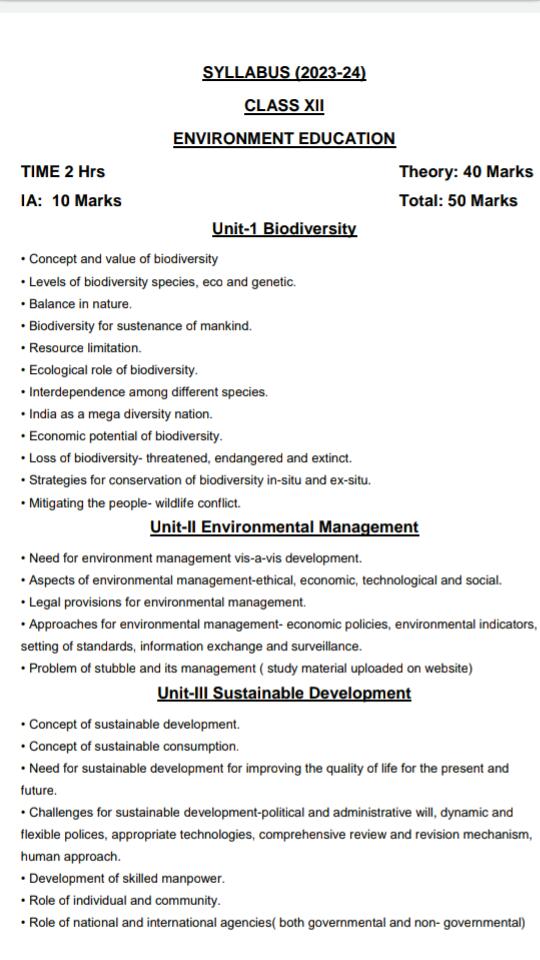 SYLLABUS (2023-24)
CLASS XII
ENVIRONMENT EDUCATION
TIME 2 Hrs Theory: 40 Marks
IA: 10 Marks Total: 50 Marks
Unit-1 Biodiversity
• Concept and value of biodiversity
• Levels of biodiversity species, eco and genetic.
• Balance in nature.
• Biodiversity for sustenance of mankind.
• Resource limitation.
• Ecological role of biodiversity.
• Interdependence among different species.
• India as a mega diversity nation.
• Economic potential of biodiversity.
• Loss of biodiversity- threatened, endangered and extinct.
• Strategies for conservation of biodiversity in-situ and ex-situ.
• Mitigating the people- wildlife conflict.
Unit-II Environmental Management
• Need for environment management vis-a-vis development.
• Aspects of environmental management-ethical, economic, technological and social.
• Legal provisions for environmental management.
• Approaches for environmental management- economic policies, environmental indicators,
setting of standards, information exchange and surveillance.
• Problem of stubble and its management ( study material uploaded on website)
Unit-III Sustainable Development
• Concept of sustainable development.
• Concept of sustainable consumption.
• Need for sustainable development for improving the quality of life for the present and
future.
• Challenges for sustainable development-political and administrative will, dynamic and
flexible polices, appropriate technologies, comprehensive review and revision mechanism,
human approach.
• Development of skilled manpower.
• Role of individual and community.
• Role of national and international agencies( both governmental and non- governmental)